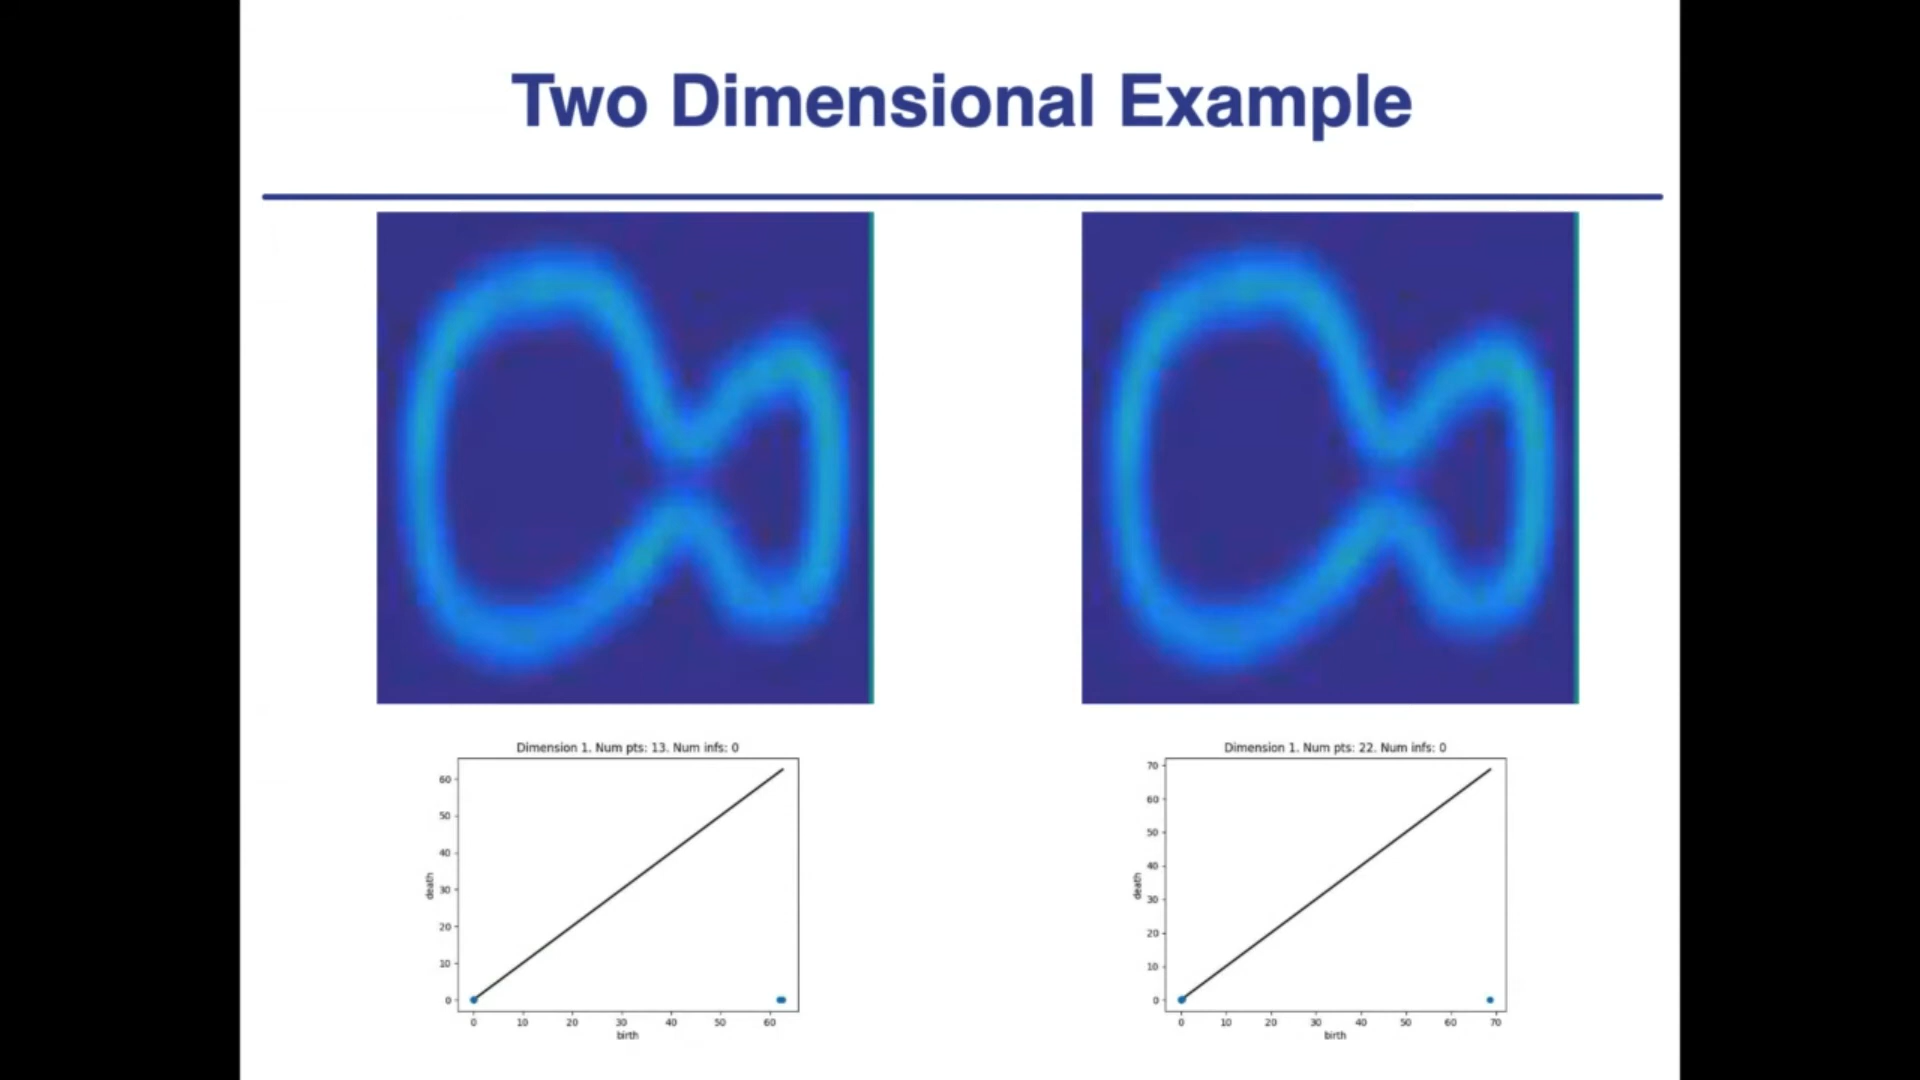 Two Dimensional Example
Dimension 1. Num pts: 13. Num infs: 0
60
50
40
30
20
10
0
death
0 10 20 30 40 50 60
birth
Dimension 1. Num pts: 22. Num infs: 0
70
60
50
40
30
20
10
0
death
0 10 20 30 40 50 60 70
birth